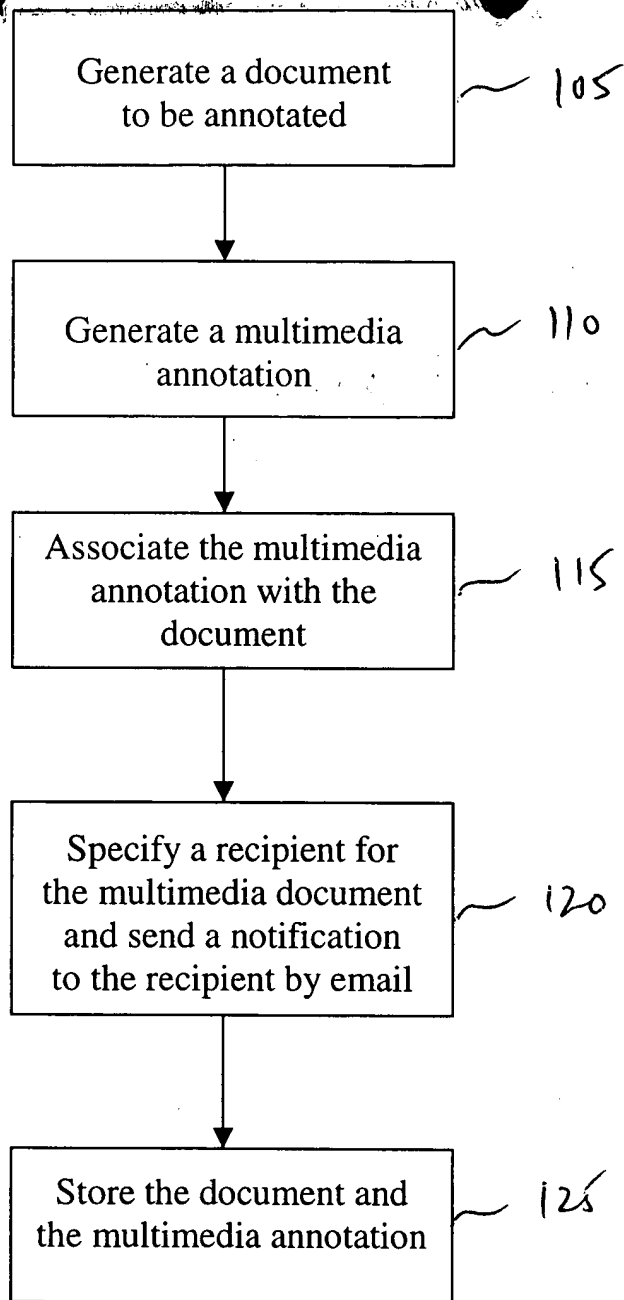 Generate a document
to be annotated
105
Generate a multimedia
annotation
110
Associate the multimedia
annotation with the
document
115
Specify a recipient for
the multimedia document
and send a notification
to the recipient by email
120
Store the document and
the multimedia annotation
125